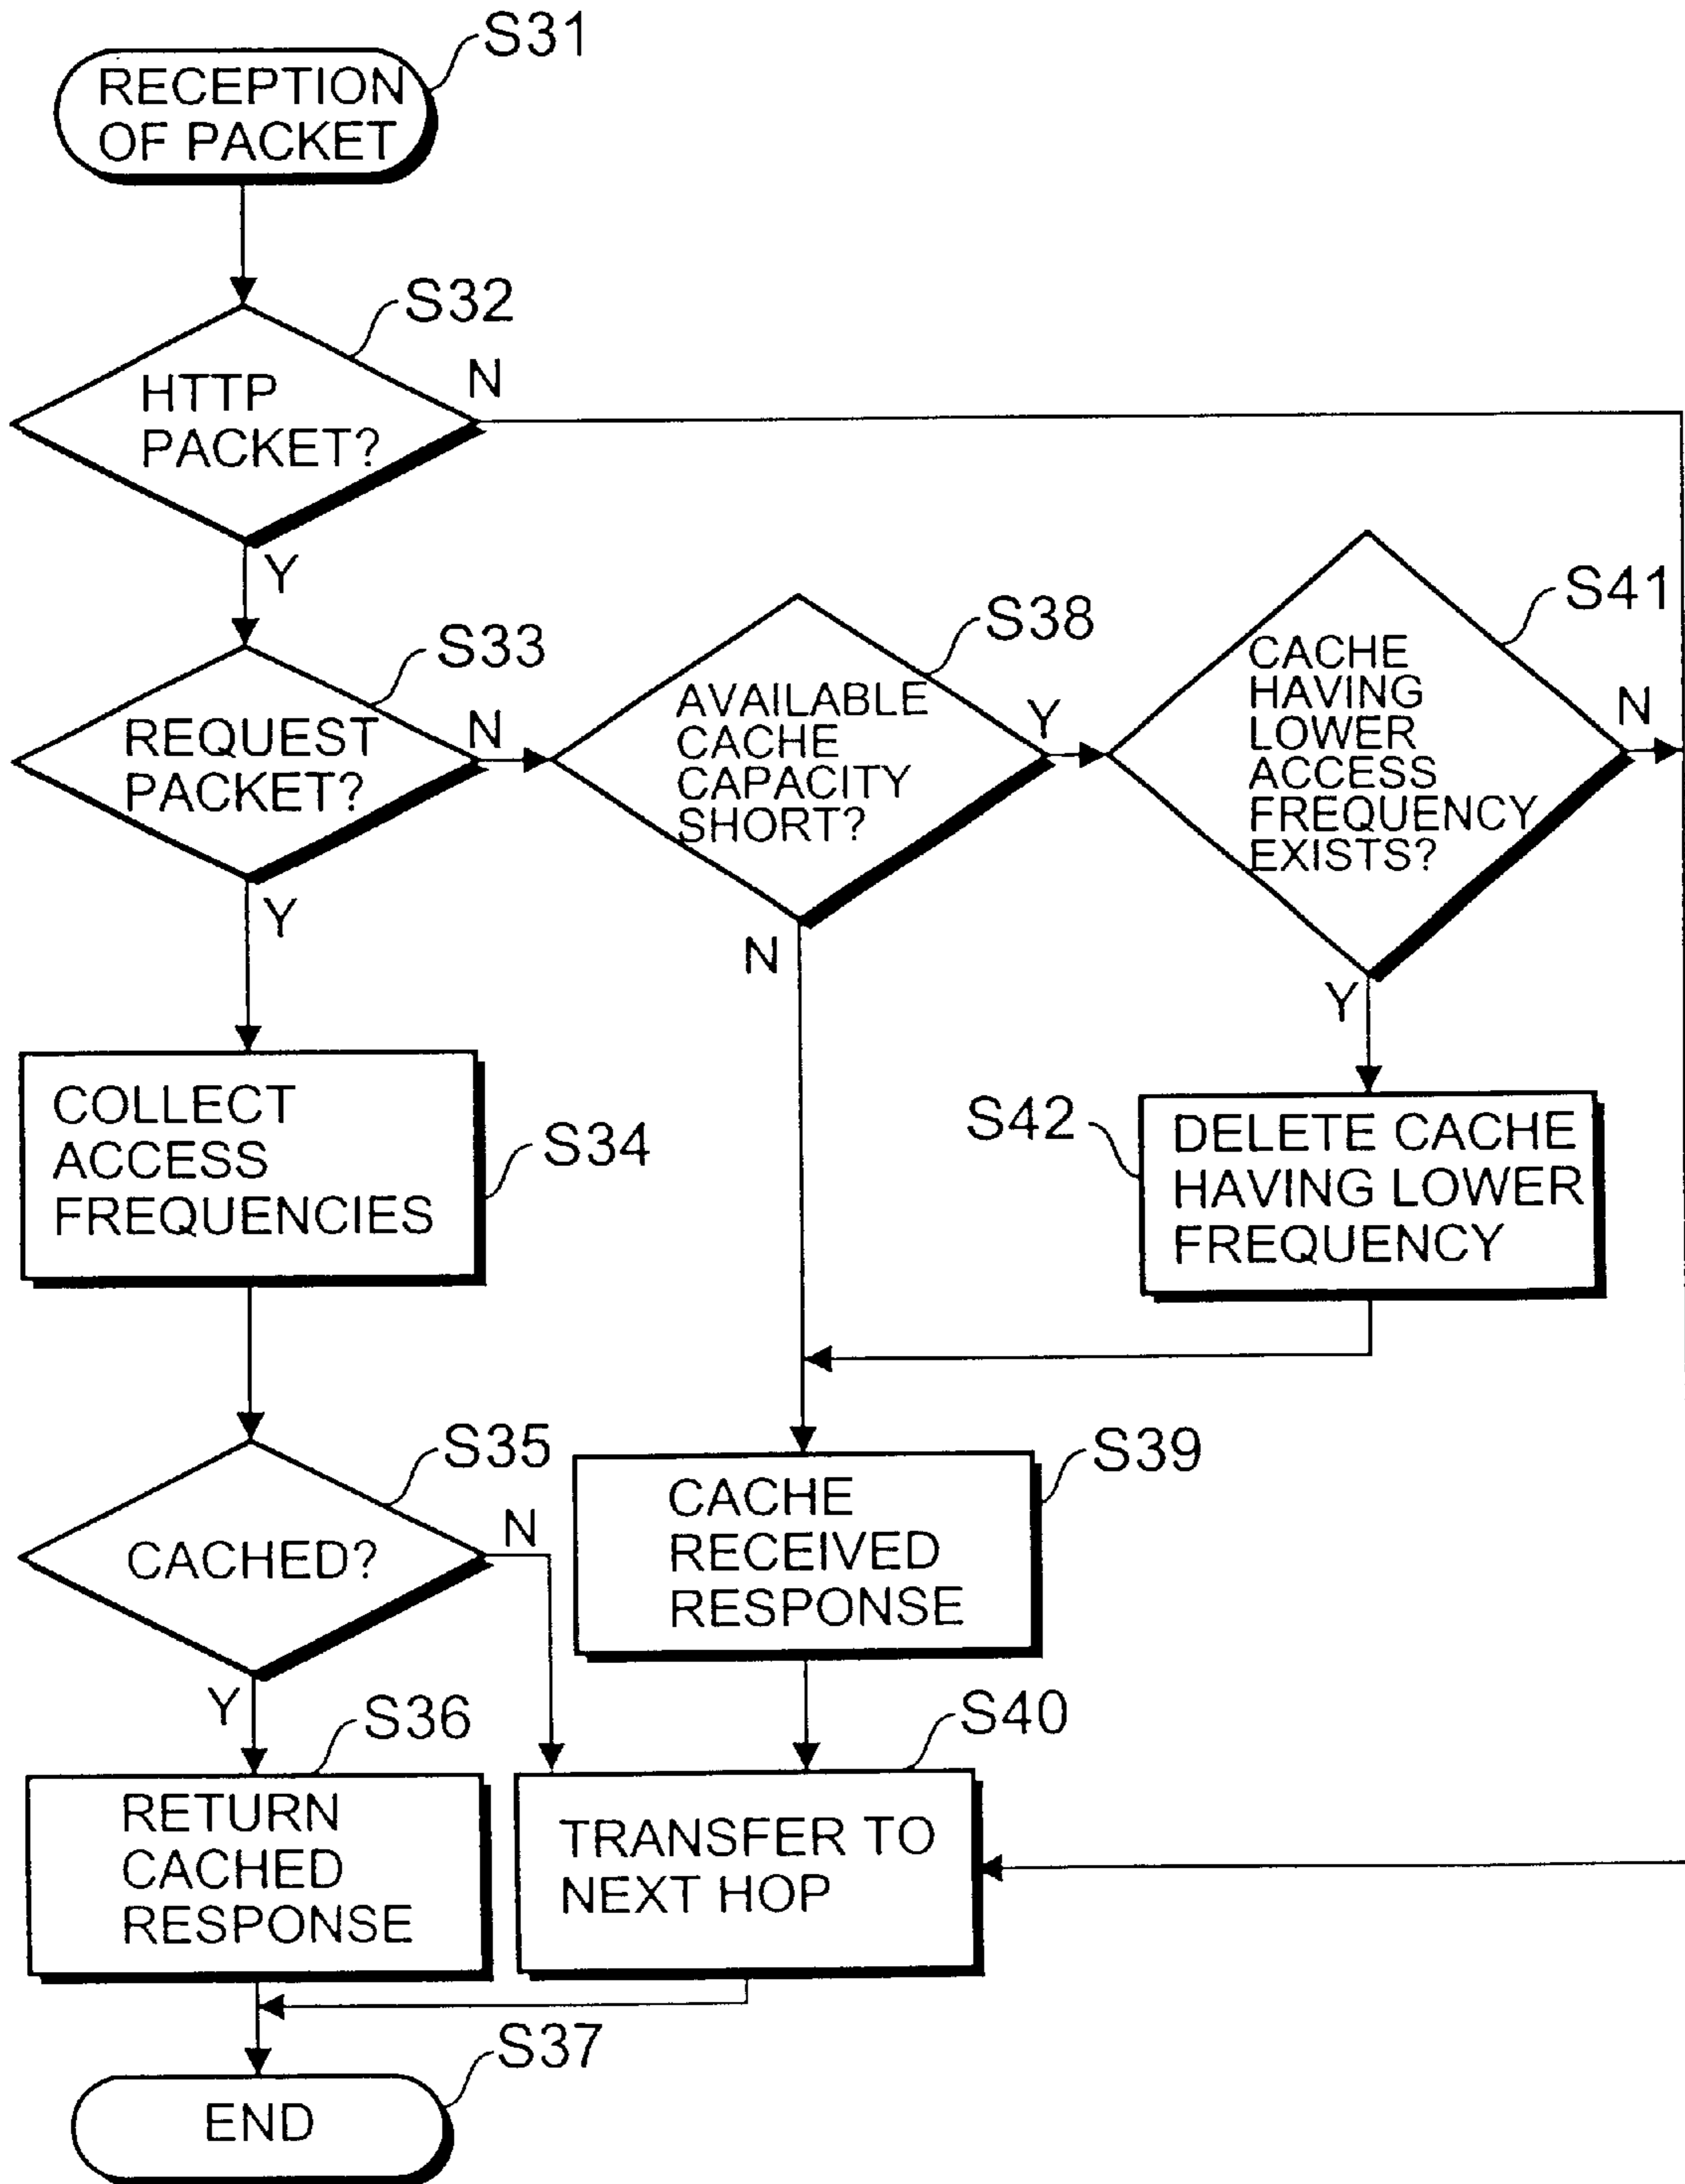 S31
RECEPTION
OF PACKET
S32
HTTP
PACKET?
N
Y
S33
REQUEST
PACKET?
N
Y
S38
AVAILABLE
CACHE
CAPACITY
SHORT?
Y
N
S41
CACHE
HAVING
LOWER
ACCESS
FREQUENCY
EXISTS?
N
Y
COLLECT
ACCESS
FREQUENCIES
S34
S42
DELETE CACHE
HAVING LOWER
FREQUENCY
S35
CACHED?
N
Y
S39
CACHE
RECEIVED
RESPONSE
S36
RETURN
CACHED
RESPONSE
S40
TRANSFER TO
NEXT HOP
S37
END